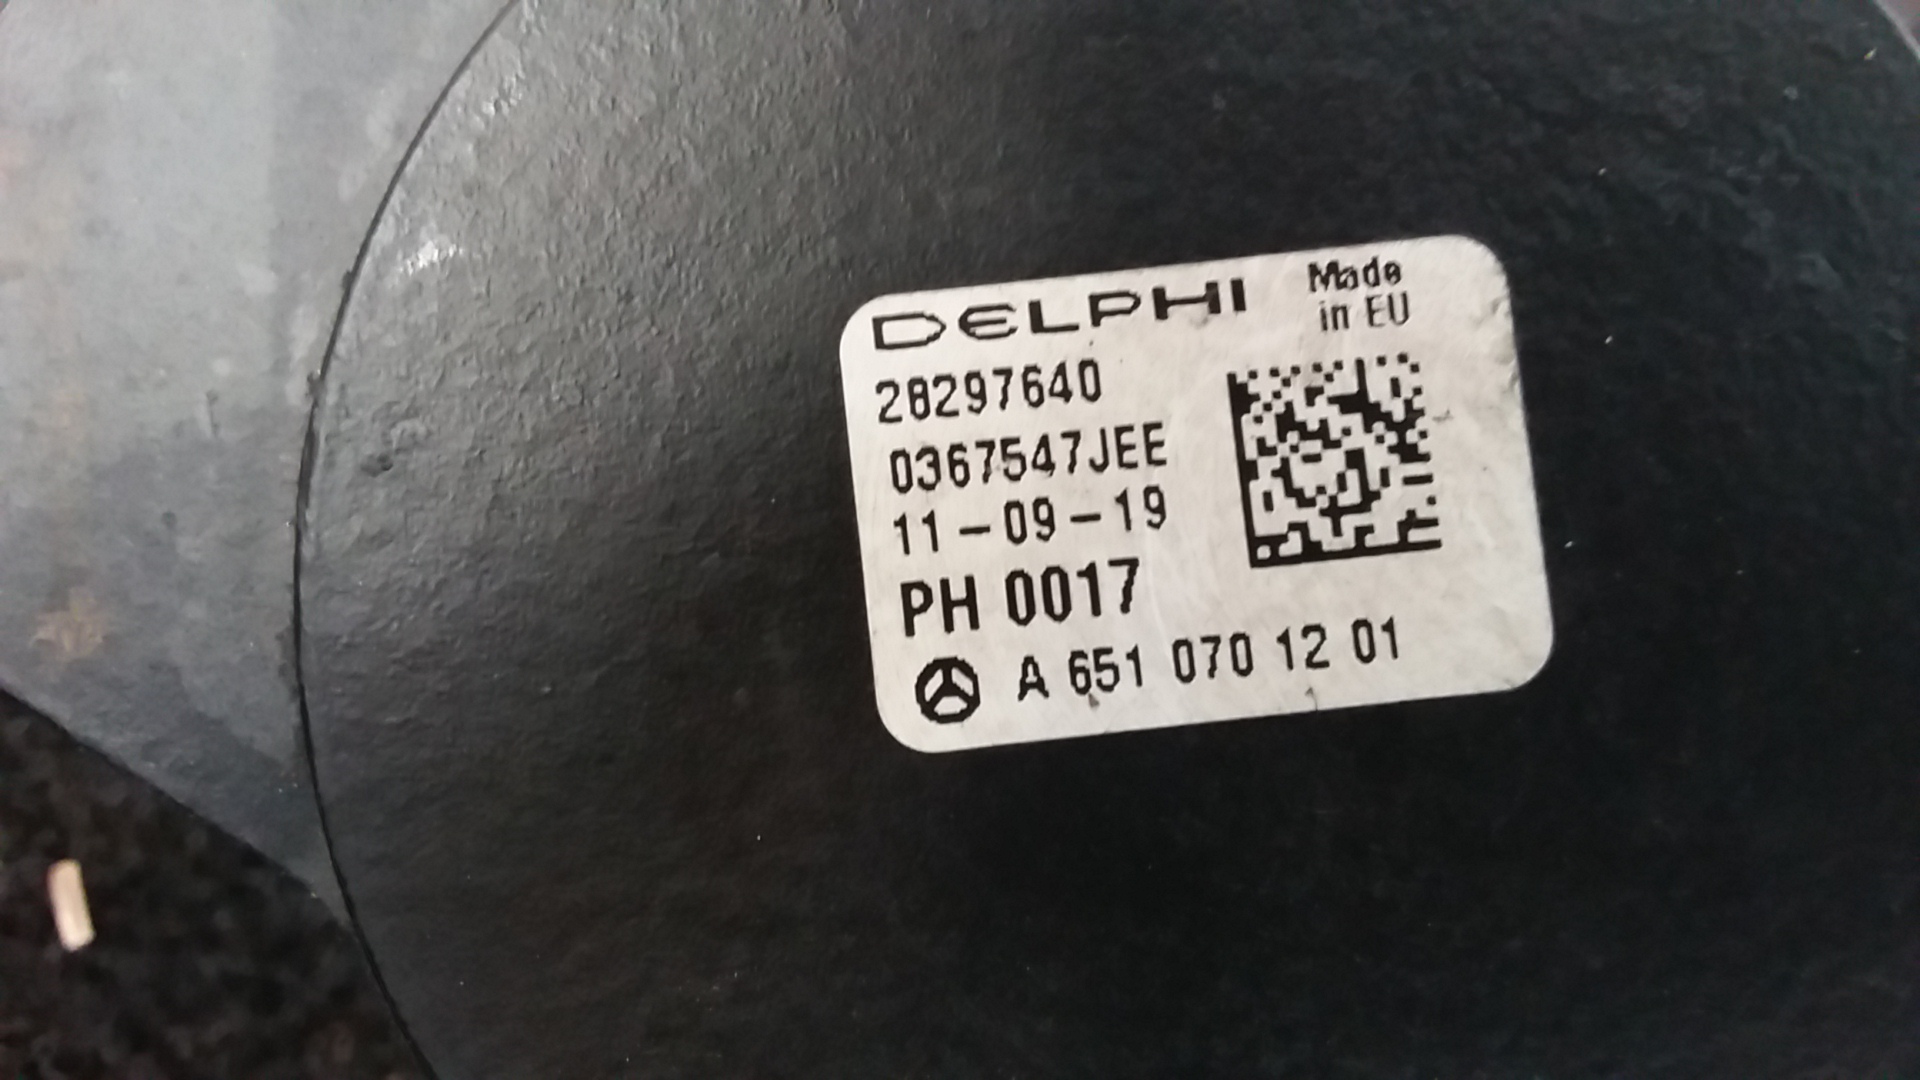 DELPHI
Made
in EU
28297640
0367547JEE
11-09-19
PH 0017
A 651 070 12 01